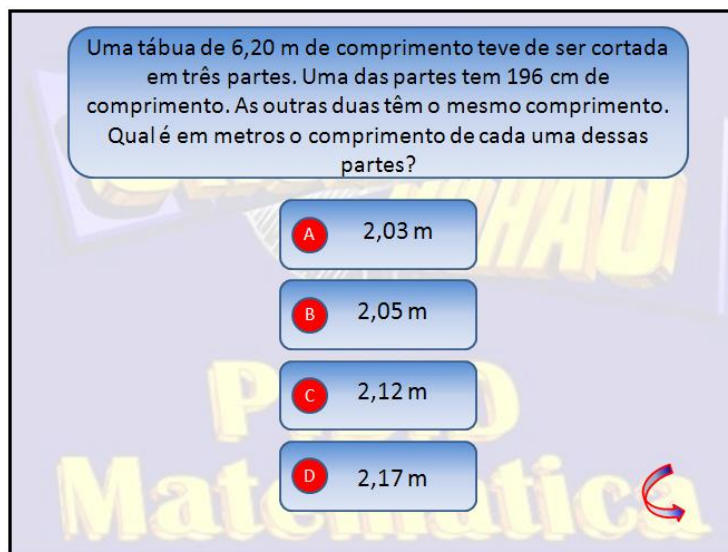 Uma tábua de 6,20 m de comprimento teve de ser cortada
em três partes. Uma das partes tem 196 cm de
comprimento. As outras duas têm o mesmo comprimento.
Qual é em metros o comprimento de cada uma dessas
partes?
A 2,03 m
B 2,05 m
C 2,12 m
D 2,17 m
Matemática